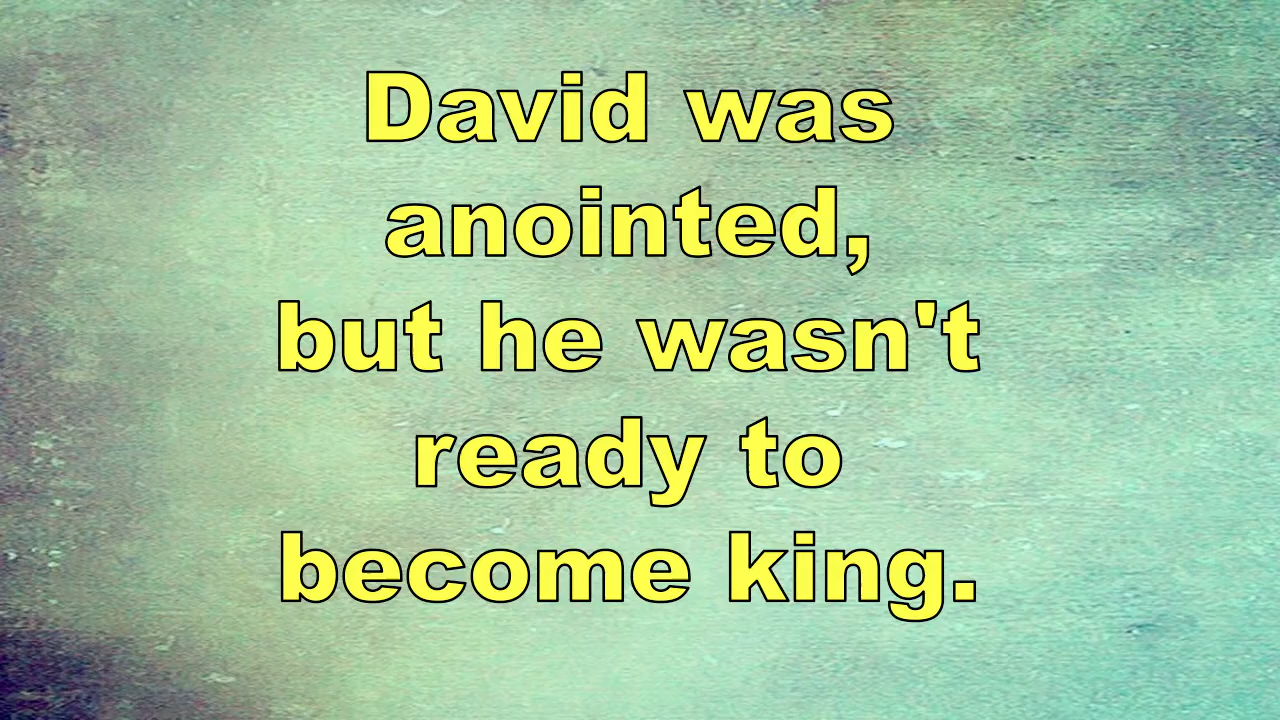 David was
anointed,
but he wasn't
ready to
become king.